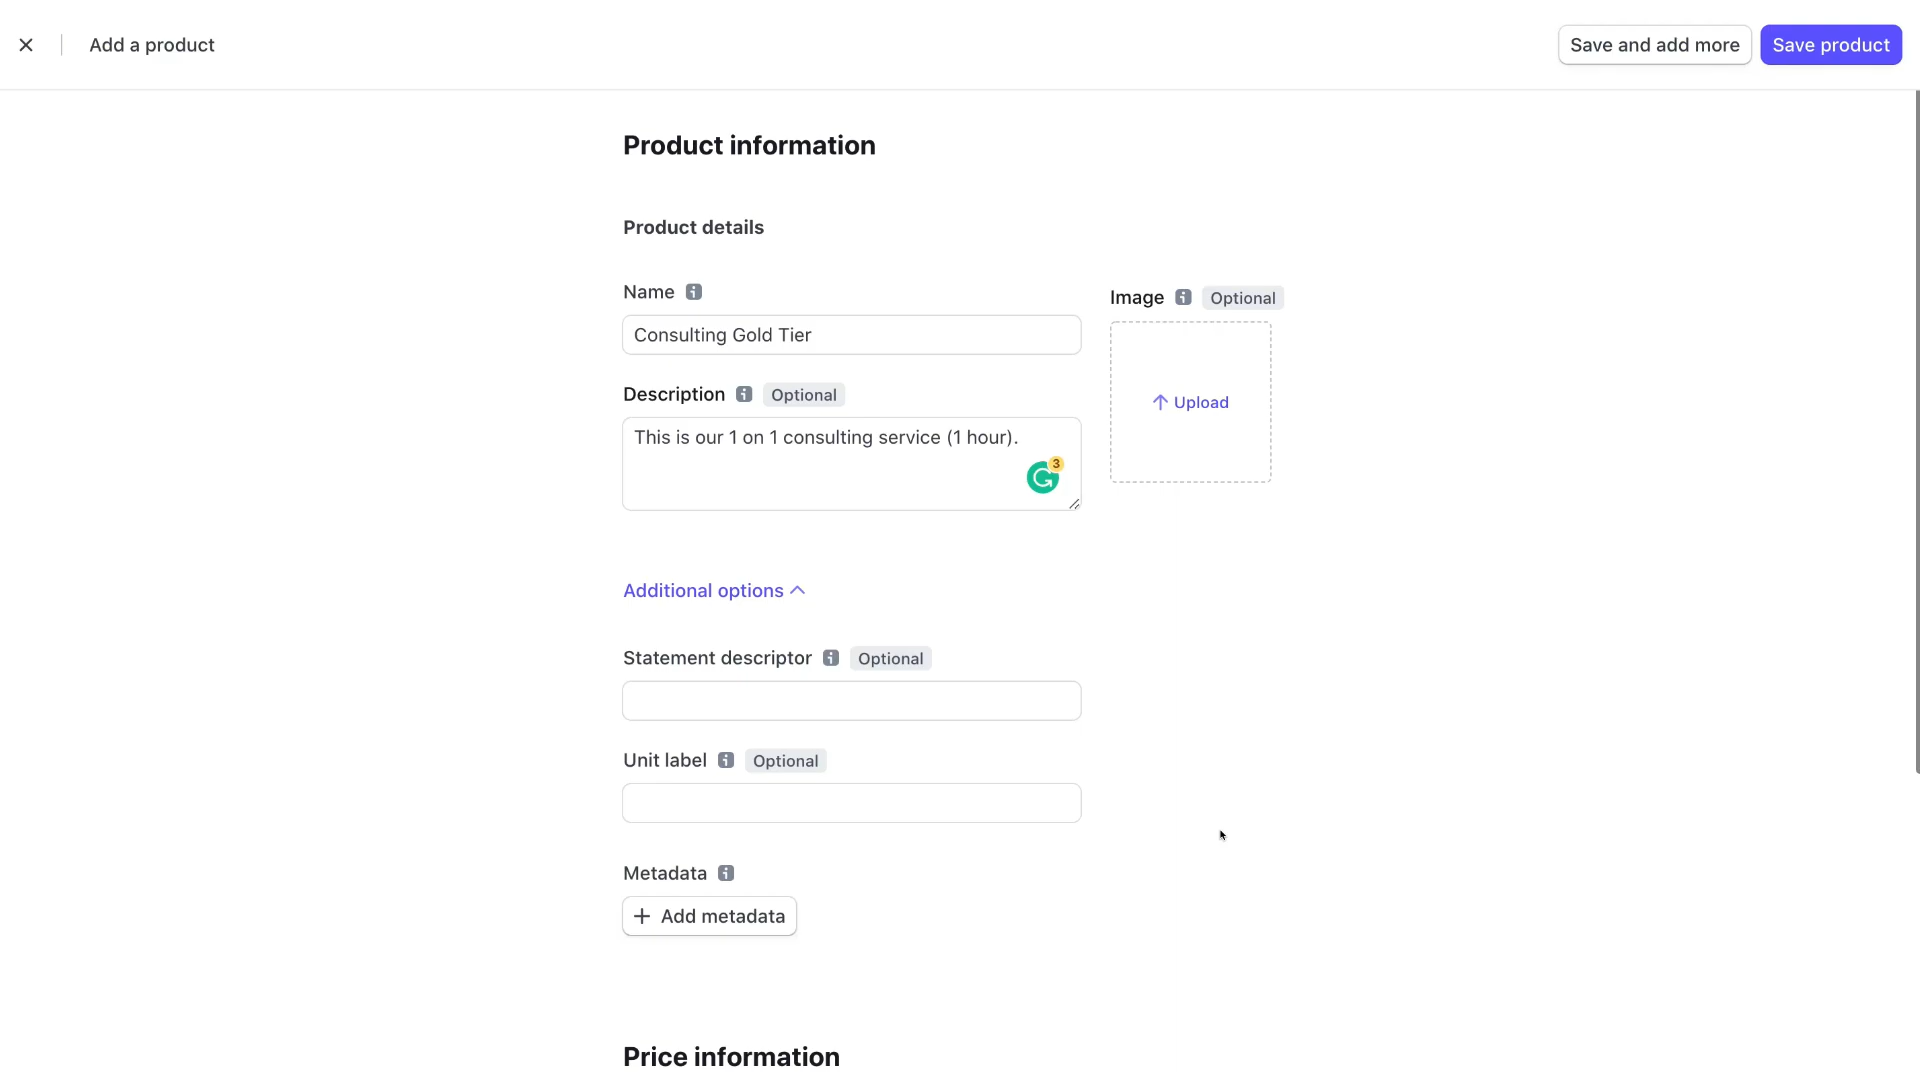 Add a product
Save and add more
Save product
Product information
Product details
Name
Image Optional
Consulting Gold Tier
Description Optional
Upload
This is our 1 on 1 consulting service (1 hour).
3
Additional options
Statement descriptor Optional
Unit label Optional
Metadata
Add metadata
Price information